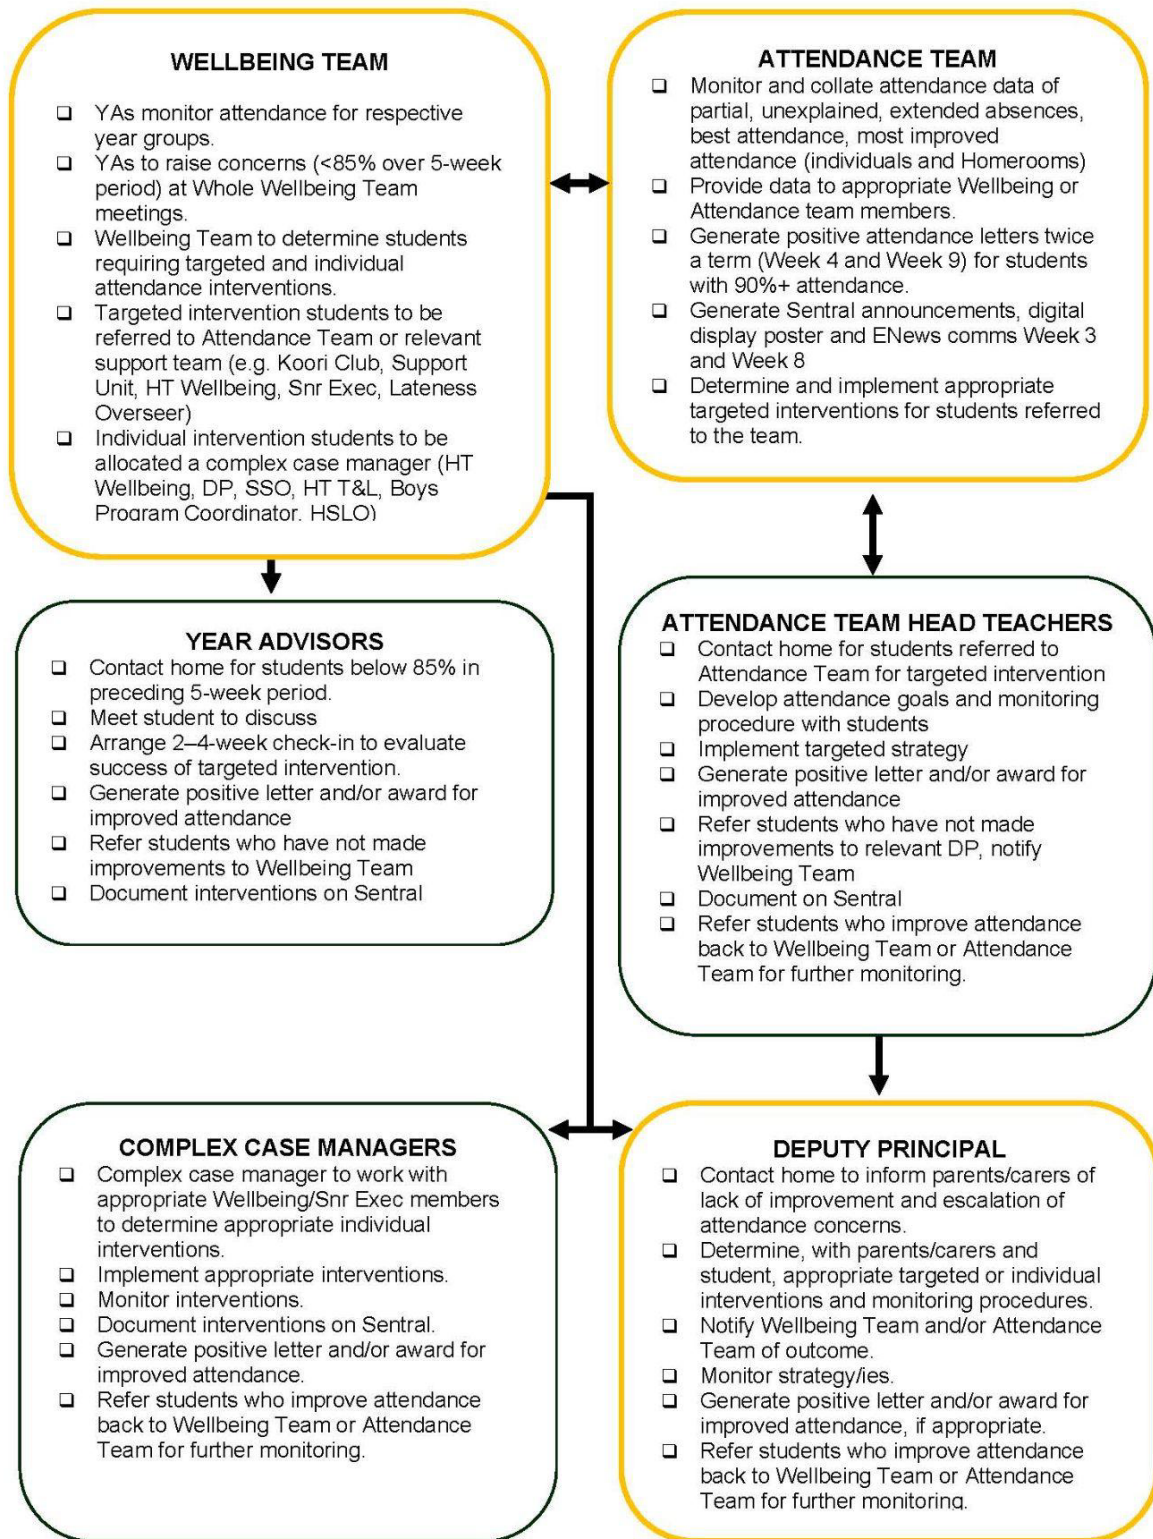 WELLBEING TEAM
❑ YAs monitor attendance for respective
year groups.
❑ YAs to raise concerns (<85% over 5-week
period) at Whole Wellbeing Team
meetings.
❑ Wellbeing Team to determine students
requiring targeted and individual
attendance interventions.
❑ Targeted intervention students to be
referred to Attendance Team or relevant
support team (e.g. Koori Club, Support
Unit, HT Wellbeing, Snr Exec, Lateness
Overseer)
❑ Individual intervention students to be
allocated a complex case manager (HT
Wellbeing, DP, SSO, HT T&L, Boys
Program Coordinator, HSLO)
ATTENDANCE TEAM
❑ Monitor and collate attendance data of
partial, unexplained, extended absences,
best attendance, most improved
attendance (individuals and Homerooms)
❑ Provide data to appropriate Wellbeing or
Attendance team members.
❑ Generate positive attendance letters twice
a term (Week 4 and Week 9) for students
with 90%+ attendance.
❑ Generate Sentral announcements, digital
display poster and ENews comms Week 3
and Week 8
❑ Determine and implement appropriate
targeted interventions for students referred
to the team.
YEAR ADVISORS
❑ Contact home for students below 85% in
preceding 5-week period.
❑ Meet student to discuss
❑ Arrange 2–4-week check-in to evaluate
success of targeted intervention.
❑ Generate positive letter and/or award for
improved attendance
❑ Refer students who have not made
improvements to Wellbeing Team
❑ Document interventions on Sentral
ATTENDANCE TEAM HEAD TEACHERS
❑ Contact home for students referred to
Attendance Team for targeted intervention
❑ Develop attendance goals and monitoring
procedure with students
❑ Implement targeted strategy
❑ Generate positive letter and/or award for
improved attendance
❑ Refer students who have not made
improvements to relevant DP, notify
Wellbeing Team
❑ Document on Sentral
❑ Refer students who improve attendance
back to Wellbeing Team or Attendance
Team for further monitoring.
COMPLEX CASE MANAGERS
❑ Complex case manager to work with
appropriate Wellbeing/Snr Exec members
to determine appropriate individual
interventions.
❑ Implement appropriate interventions.
❑ Monitor interventions.
❑ Document interventions on Sentral.
❑ Generate positive letter and/or award for
improved attendance.
❑ Refer students who improve attendance
back to Wellbeing Team or Attendance
Team for further monitoring.
DEPUTY PRINCIPAL
❑ Contact home to inform parents/carers of
lack of improvement and escalation of
attendance concerns.
❑ Determine, with parents/carers and
student, appropriate targeted or individual
interventions and monitoring procedures.
❑ Notify Wellbeing Team and/or Attendance
Team of outcome.
❑ Monitor strategy/ies.
❑ Generate positive letter and/or award for
improved attendance, if appropriate.
❑ Refer students who improve attendance
back to Wellbeing Team or Attendance
Team for further monitoring.